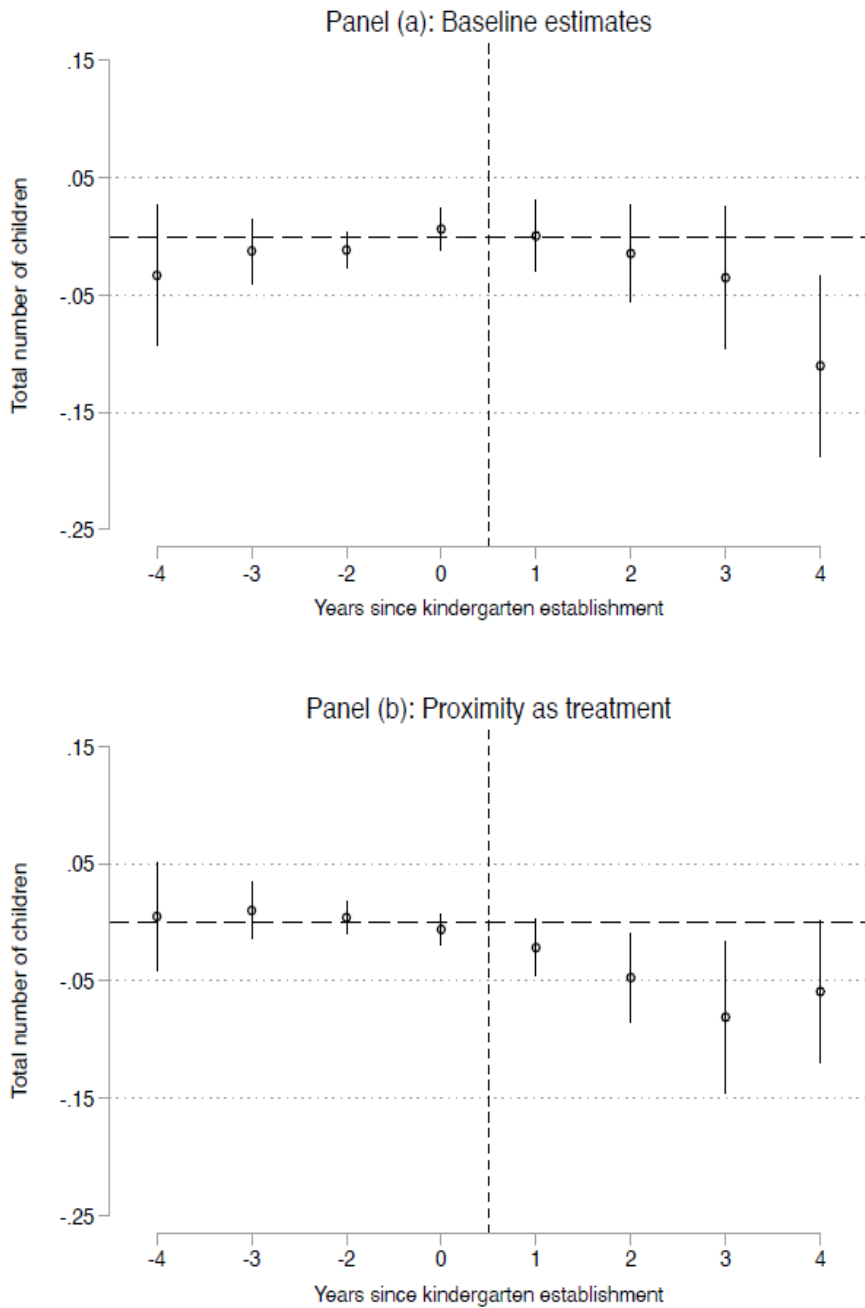 Panel (a): Baseline estimates
.15
.05
-.05
-.15
-.25
Total number of children
-4 -3 -2 0 1 2 3 4
Years since kindergarten establishment
Panel (b): Proximity as treatment
.15
.05
-.05
-.15
-.25
Total number of children
-4 -3 -2 0 1 2 3 4
Years since kindergarten establishment